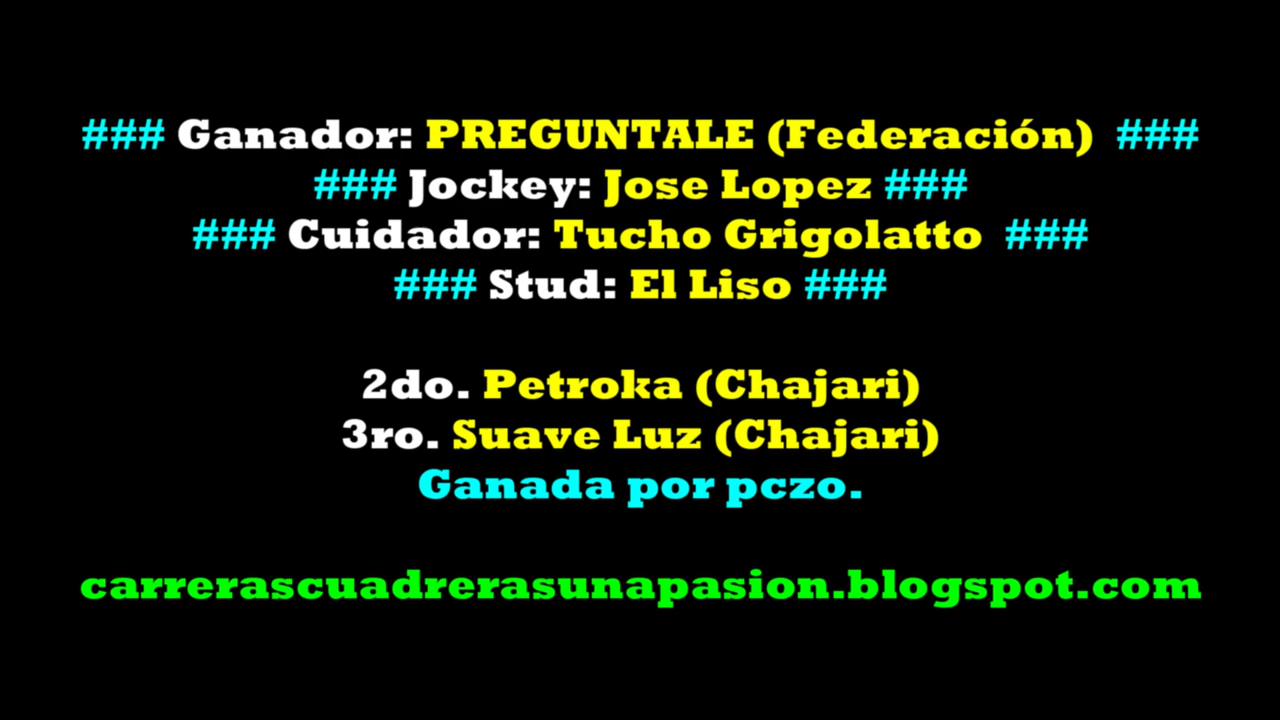 ### Ganador: PREGUNTALE (Federación) ###
### Jockey: Jose Lopez ###
### Cuidador: Tucho Grigolatto ###
### Stud: El Liso ###
2do. Petroka (Chajari)
3ro. Suave Luz (Chajari)
Ganada por pczo.
carrerascuadrerasunapasion.blogspot.com